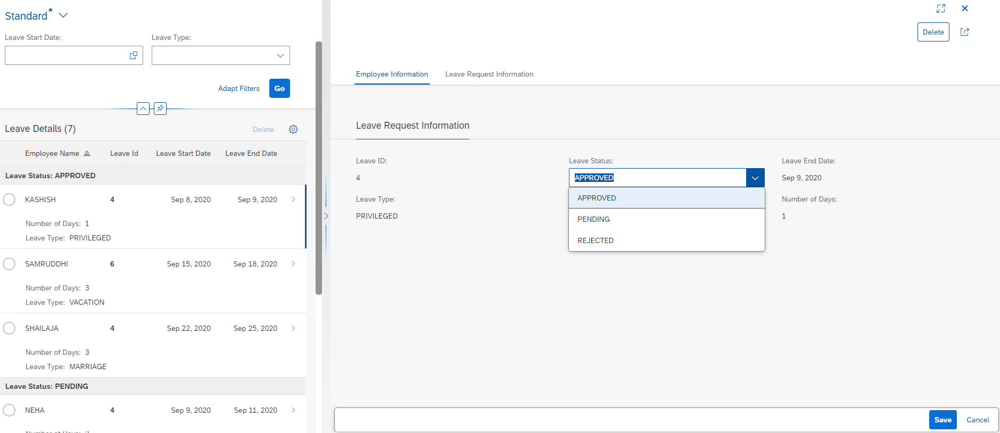 Standard*
Leave Start Date:
Leave Type:
Adapt Filters
Go
Leave Details (7)
Delete
Employee Name
Leave Id
Leave Start Date
Leave End Date
Leave Status: APPROVED
KASHISH
4
Sep 8, 2020
Sep 9, 2020
Number of Days: 1
Leave Type: PRIVILEGED
SAMRUDDHI
6
Sep 15, 2020
Sep 18, 2020
Number of Days: 3
Leave Type: VACATION
SHAILAJA
4
Sep 22, 2020
Sep 25, 2020
Number of Days: 3
Leave Type: MARRIAGE
Leave Status: PENDING
NEHA
4
Sep 9, 2020
Sep 11, 2020
Delete
Employee Information
Leave Request Information
Leave Request Information
Leave ID:
4
Leave Type:
PRIVILEGED
Leave Status:
APPROVED
APPROVED
PENDING
REJECTED
Leave End Date:
Sep 9, 2020
Number of Days:
1
Save
Cancel